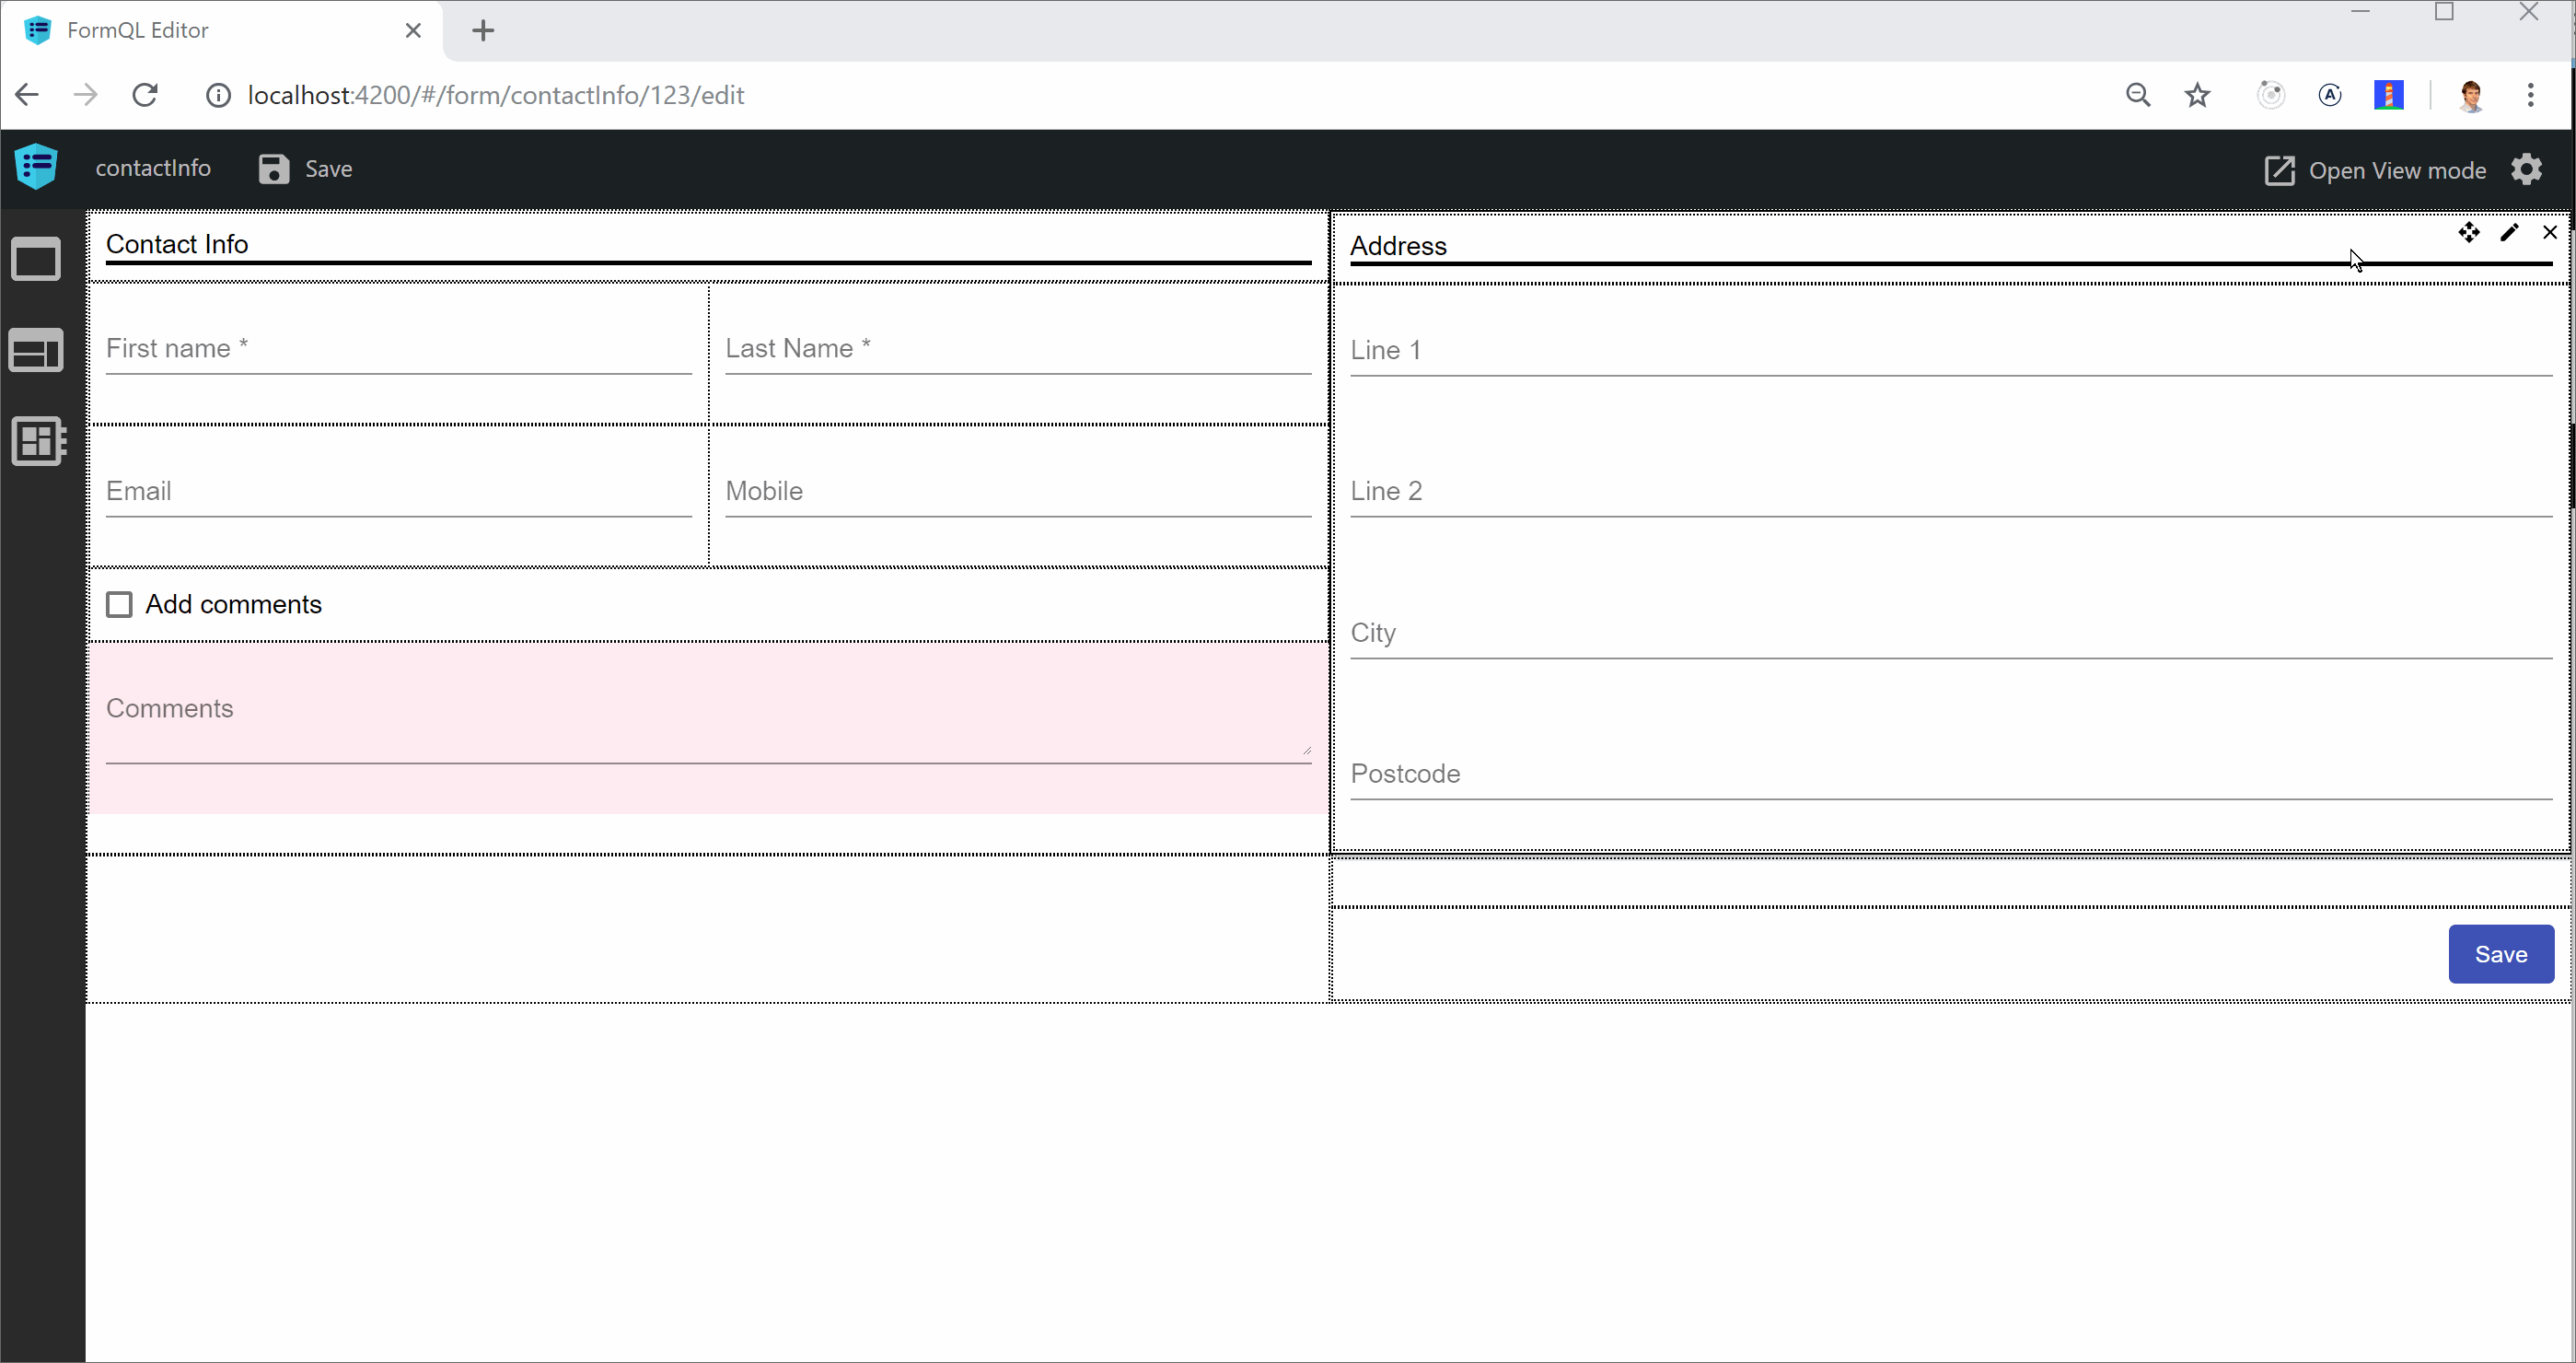 FormQL Editor
localhost:4200/#/form/contactInfo/123/edit
contactInfo
Save
Open View mode
Contact Info
First name *
Last Name *
Email
Mobile
Add comments
Comments
Address
Line 1
Line 2
City
Postcode
Save